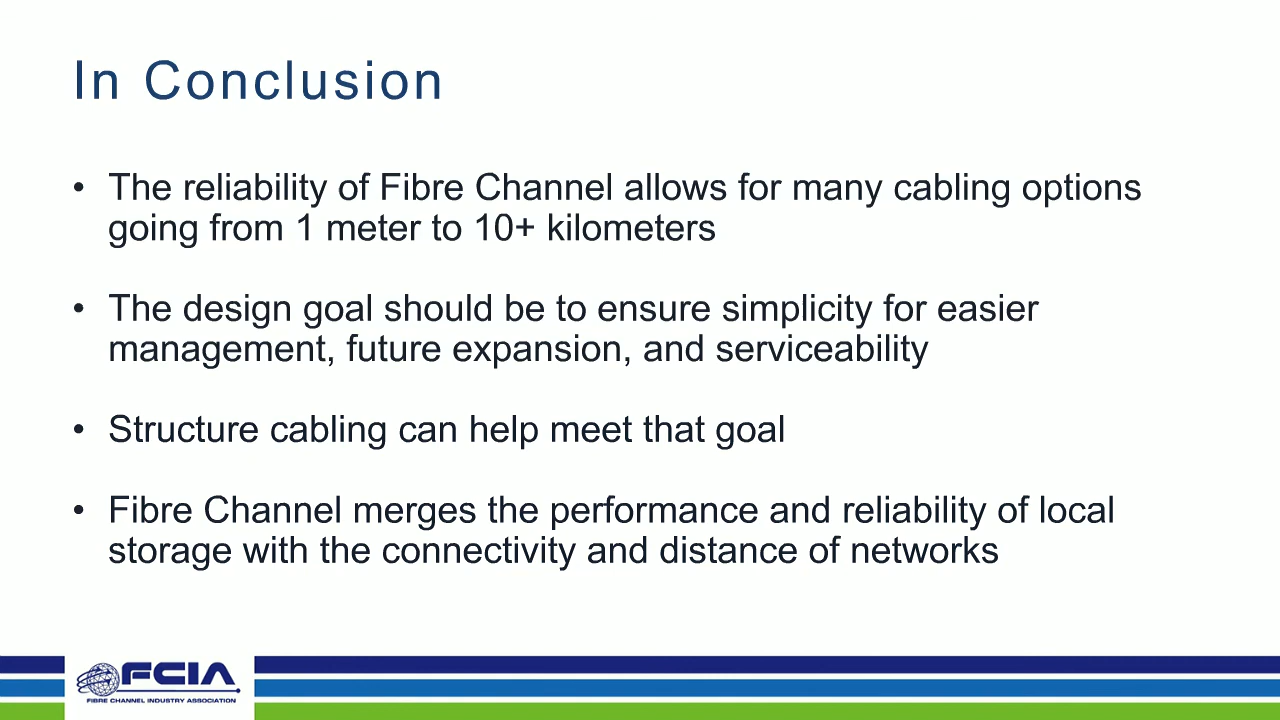 In Conclusion
• The reliability of Fibre Channel allows for many cabling options
going from 1 meter to 10+ kilometers
• The design goal should be to ensure simplicity for easier
management, future expansion, and serviceability
• Structure cabling can help meet that goal
• Fibre Channel merges the performance and reliability of local
storage with the connectivity and distance of networks
FCIA
FIBRE CHANNEL INDUSTRY ASSOCIATION